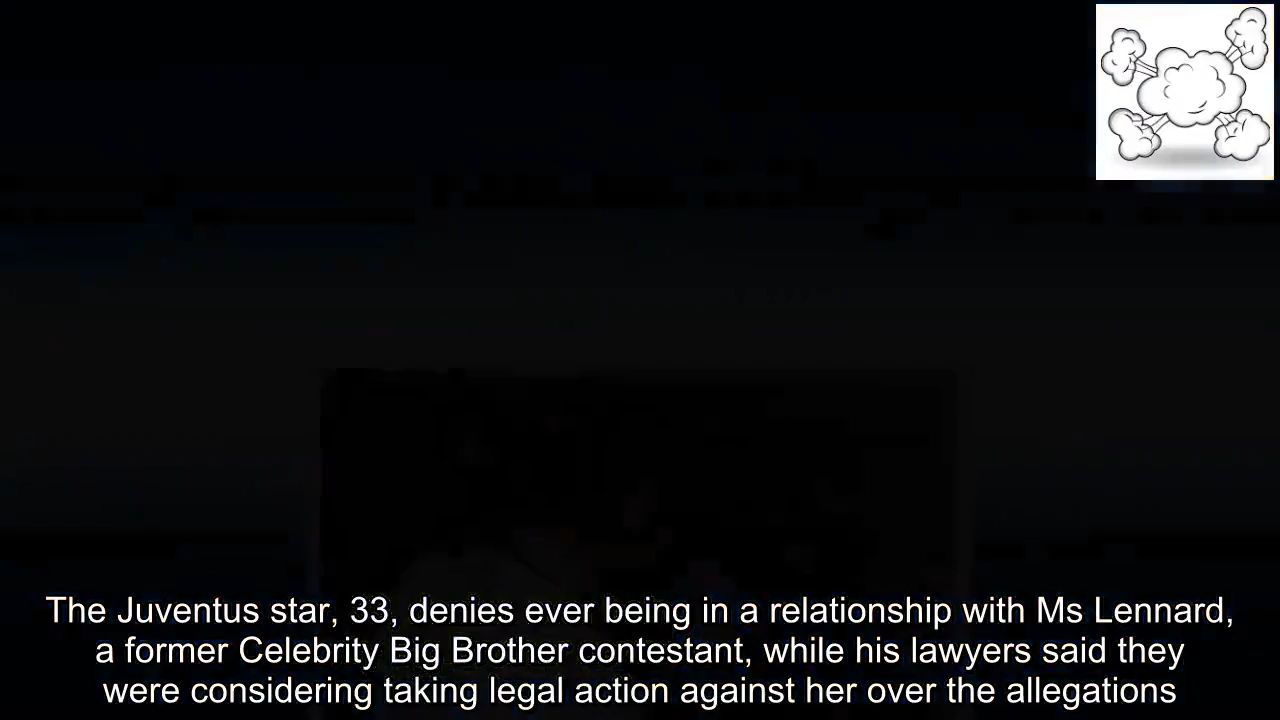 The Juventus star, 33, denies ever being in a relationship with Ms Lennard,
a former Celebrity Big Brother contestant, while his lawyers said they
were considering taking legal action against her over the allegations